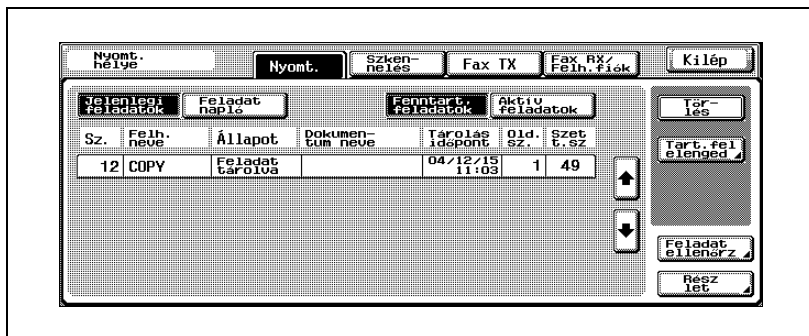 Nyomt.
helye
Nyomt.
Szken-
nelés
Fax TX
Fax RX/
Felh.fiók
Kilép
Jelenlegi
feladatok
Feladat
napló
Fenntart,
feladatok
Aktív
feladatok
Tör-
lés
Sz.
Felh.
neve
Állapot
Dokumen-
tum neve
Tárolás
időpont
Old.
sz.
Szet
t.sz
Tart.fel
elenged
12 COPY
Feladat
tárolva
04/12/15
11:03
1
49
Feladat
ellenőrz
Rész
let